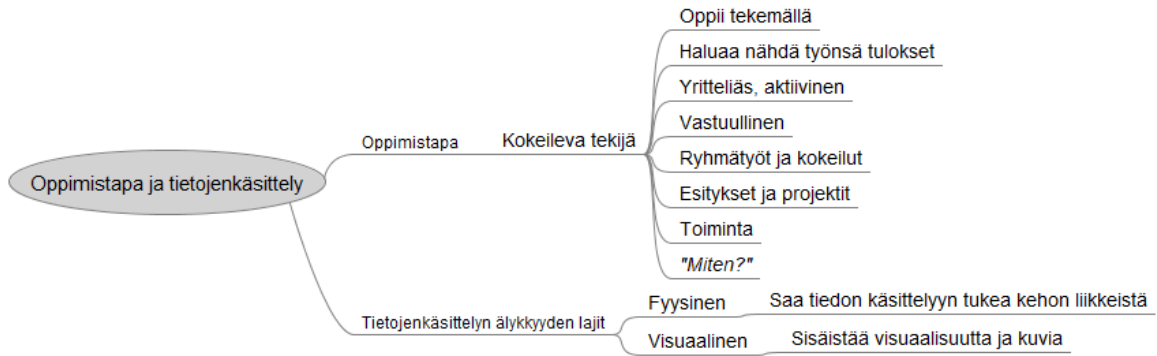 Oppimistapa ja tietojenkäsittely
Oppimistapa
Kokeileva tekijä
Oppii tekemällä
Haluaa nähdä työnsä tulokset
Yritteliäs, aktiivinen
Vastuullinen
Ryhmätyöt ja kokeilut
Esitykset ja projektit
Toiminta
"Miten?"
Tietojenkäsittelyn älykkyyden lajit
Fyysinen
Saa tiedon käsittelyyn tukea kehon liikkeistä
Visuaalinen
Sisäistää visuaalisuutta ja kuvia